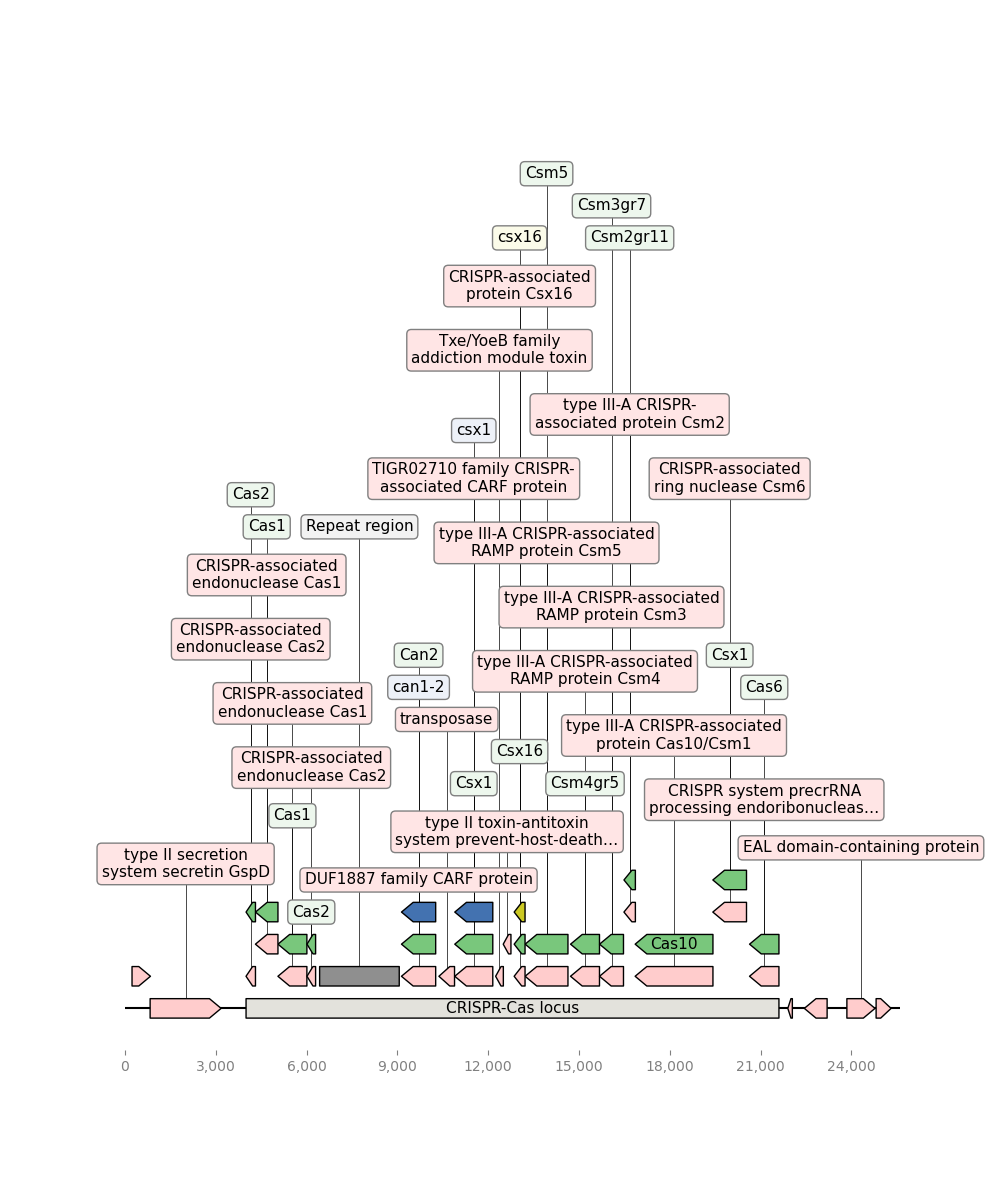 Csm5
Csm3gr7
csx16
Csm2gr11
CRISPR-associated
protein Csx16
Txe/YoeB family
addiction module toxin
type III-A CRISPR-
associated protein Csm2
csx1
TIGR02710 family CRISPR-
associated CARF protein
CRISPR-associated
ring nuclease Csm6
Cas2
Cas1
Repeat region
type III-A CRISPR-associated
RAMP protein Csm5
CRISPR-associated
endonuclease Cas1
type III-A CRISPR-associated
RAMP protein Csm3
CRISPR-associated
endonuclease Cas2
Can2
type III-A CRISPR-associated
RAMP protein Csm4
Csx1
can1-2
Cas6
CRISPR-associated
endonuclease Cas1
transposase
type III-A CRISPR-associated
protein Cas10/Csm1
Csx16
CRISPR-associated
endonuclease Cas2
Csx1
Csm4gr5
CRISPR system precrRNA
processing endoribonucleas...
Cas1
type II toxin-antitoxin
system prevent-host-death...
EAL domain-containing protein
type II secretion
system secretin GspD
DUF1887 family CARF protein
Cas2
Cas10
CRISPR-Cas locus
0 3,000 6,000 9,000 12,000 15,000 18,000 21,000 24,000